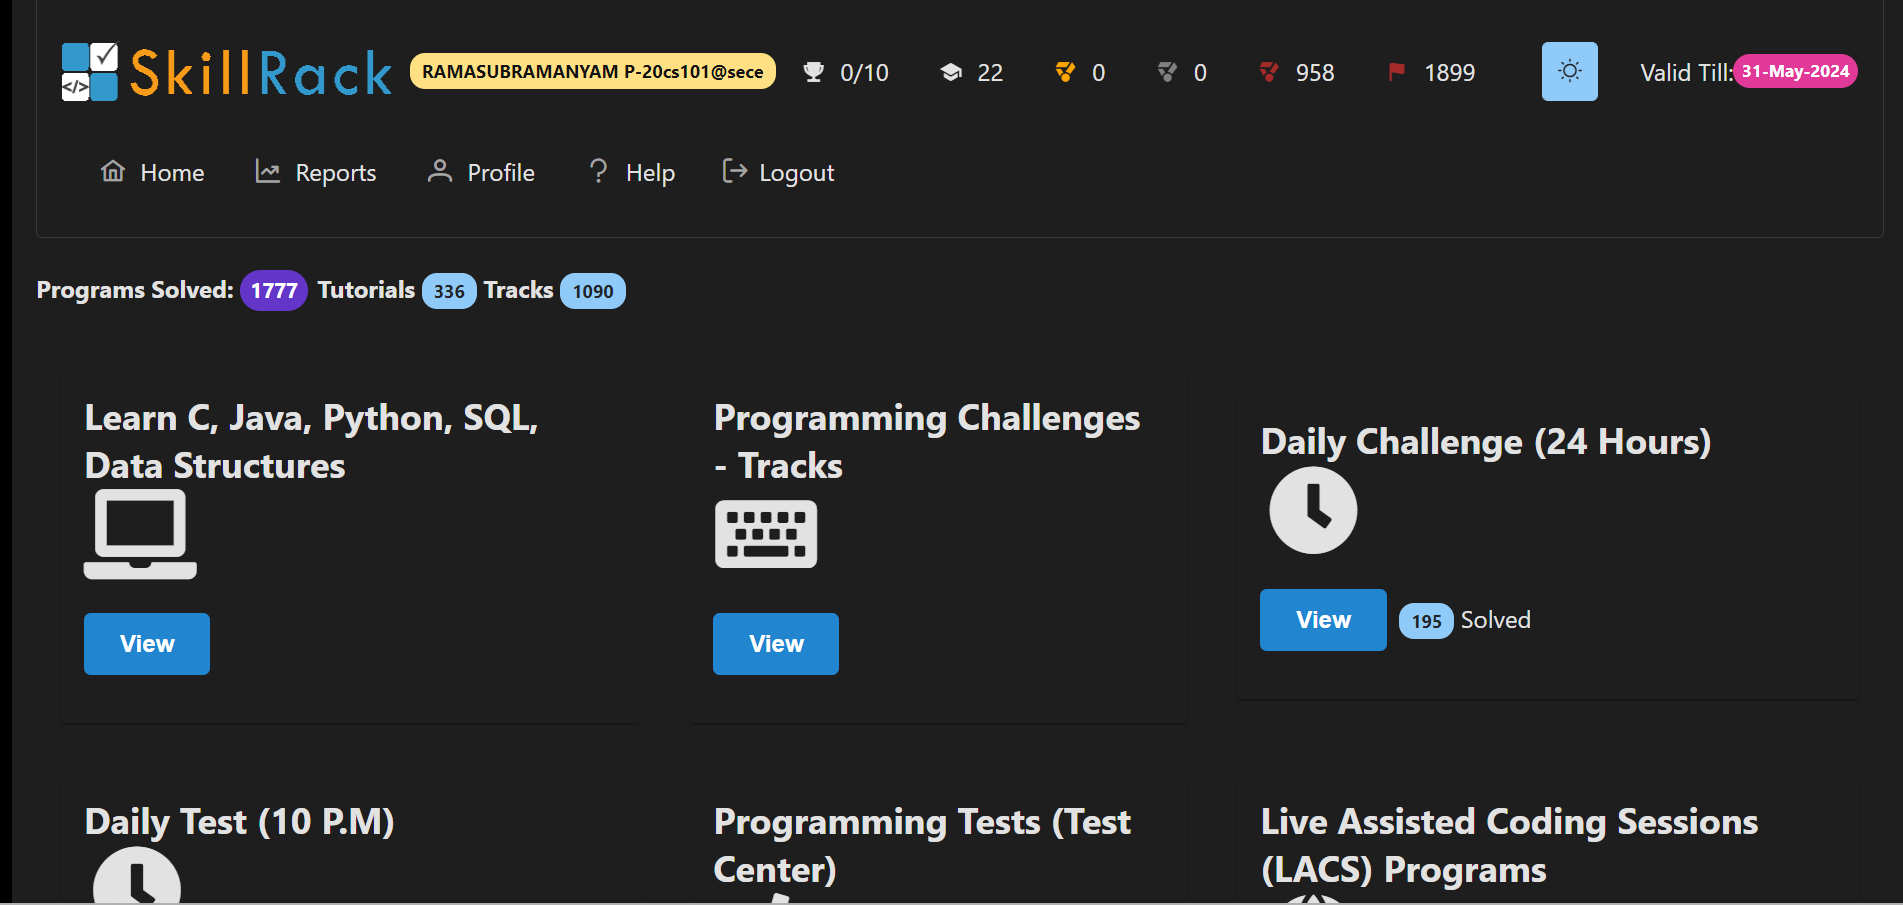 SkillRack RAMASUBRAMANYAM P-20cs101@sece 0/10 22 0 0 958 1899 Valid Till: 31-May-2024
</>
Home Reports Profile Help Logout
Programs Solved: 1777 Tutorials 336 Tracks 1090
Learn C, Java, Python, SQL,
Data Structures
View
Programming Challenges
- Tracks
View
Daily Challenge (24 Hours)
View 195 Solved
Daily Test (10 P.M)
Programming Tests (Test
Center)
Live Assisted Coding Sessions
(LACS) Programs